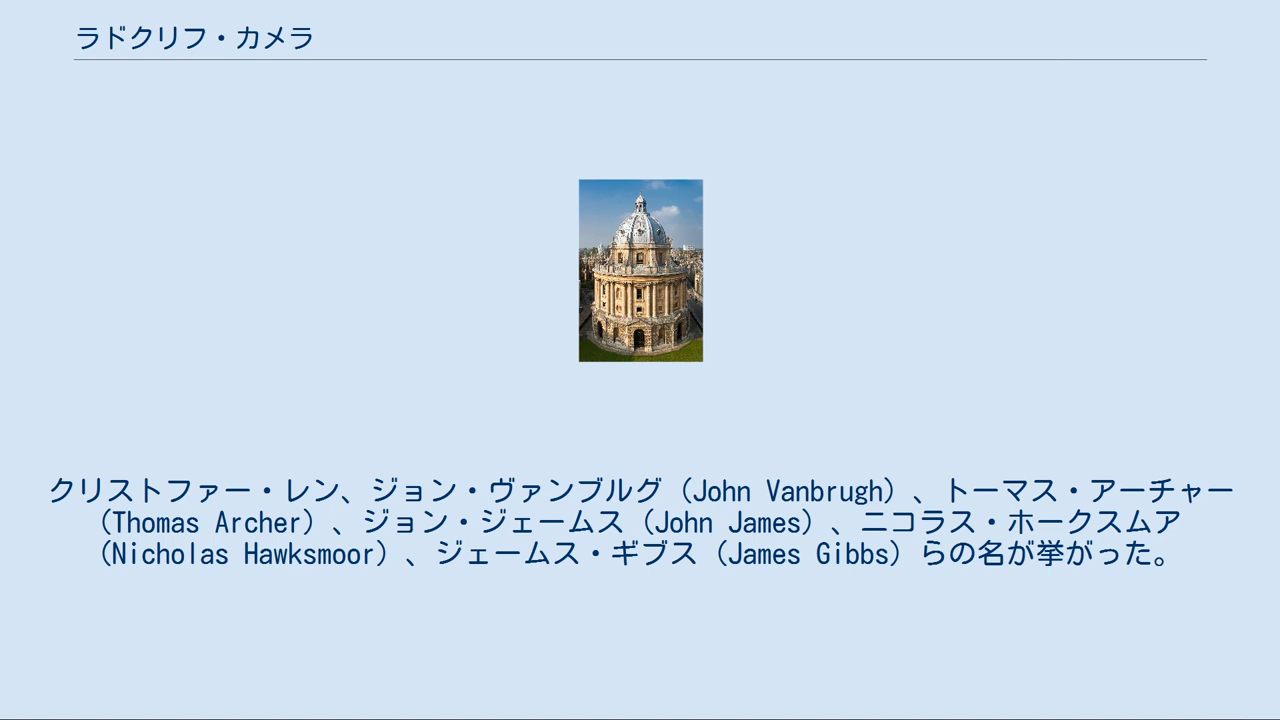 ラドクリフ・カメラ
クリストファー・レン、ジョン・ヴァンブルグ（John Vanbrugh）、トーマス・アーチャー
（Thomas Archer）、ジョン・ジェームス（John James）、ニコラス・ホークスムア
（Nicholas Hawksmoor）、ジェームス・ギブス（James Gibbs）らの名が挙がった。